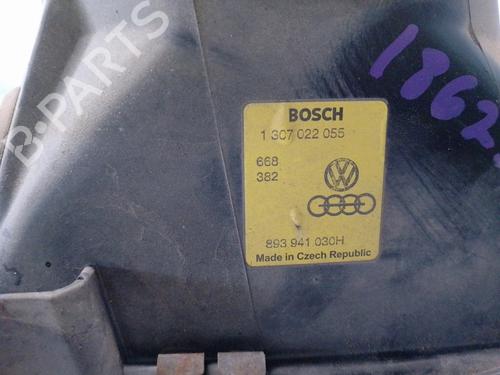 B-PARTS
1862
BOSCH
1 307 022 055
668
382
893 941 030H
Made in Czech Republic